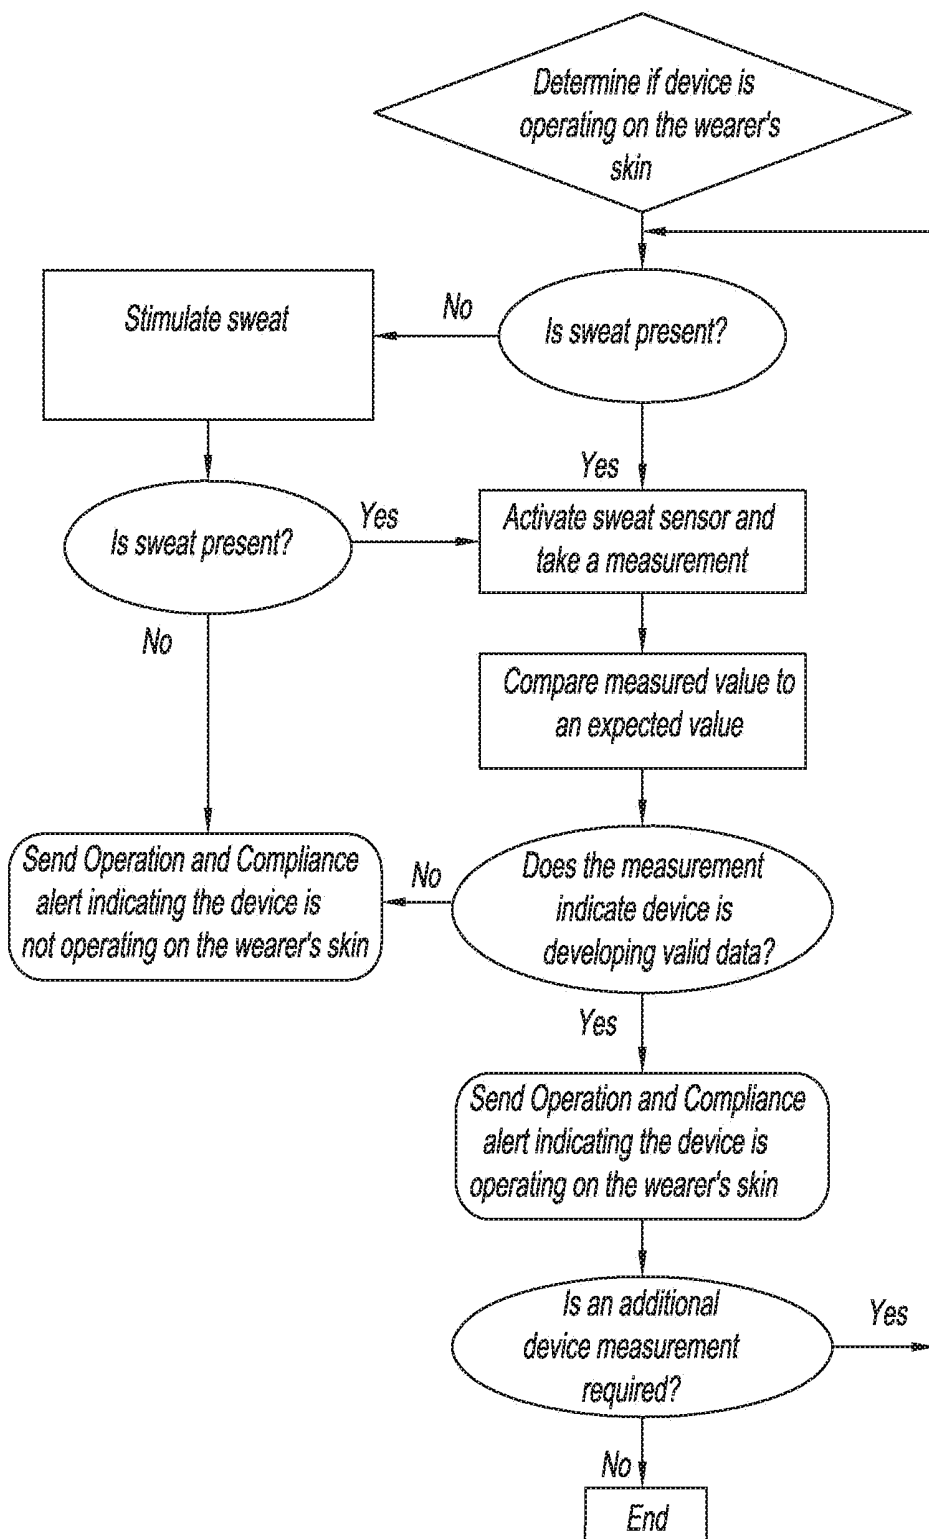 Determine if device is
operating on the wearer's
skin
No
Stimulate sweat
Is sweat present?
Yes
Is sweat present?
Yes
Activate sweat sensor and
take a measurement
No
Compare measured value to
an expected value
Send Operation and Compliance
alert indicating the device is
not operating on the wearer's skin
No
Does the measurement
indicate device is
developing valid data?
Yes
Send Operation and Compliance
alert indicating the device is
operating on the wearer's skin
Is an additional
device measurement
required?
Yes
No
End